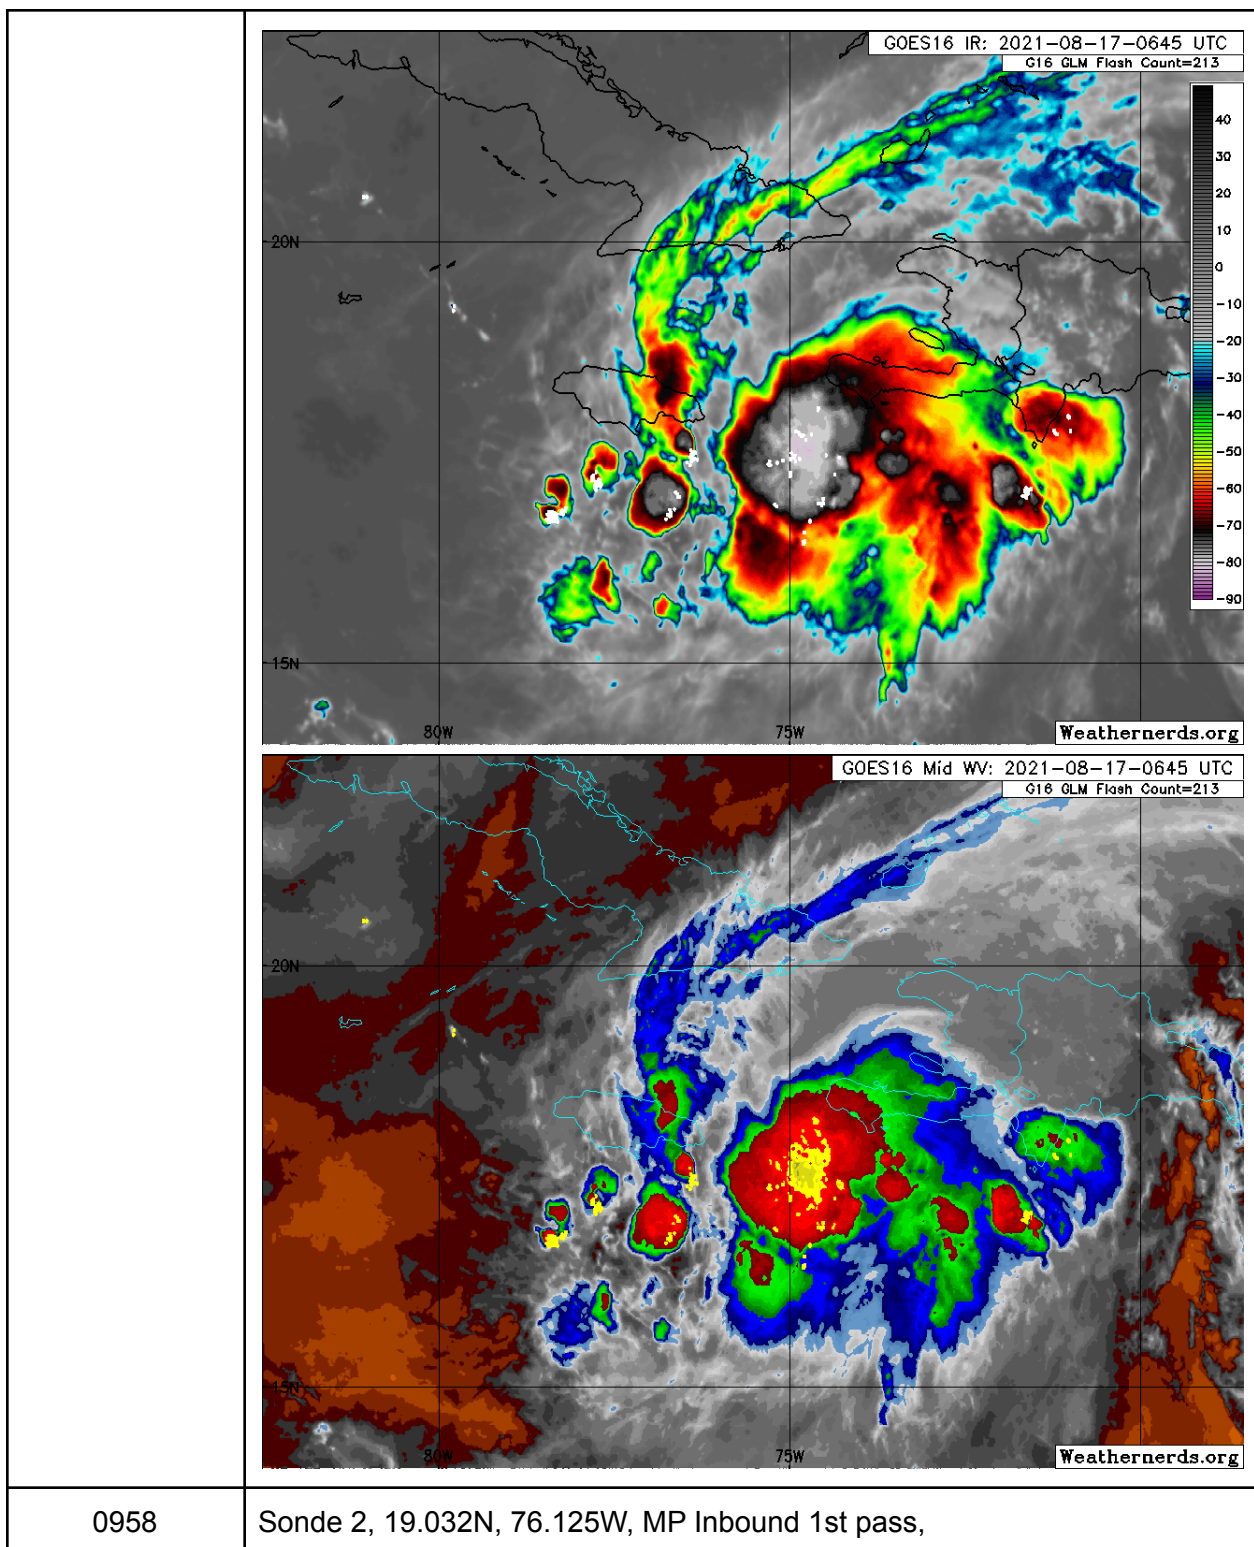 GOES16 IR: 2021-08-17-0645 UTC
G16 GLM Flash Count=213
40
30
20
10
0
-10
-20
-30
-40
-50
-60
-70
-80
-90
20N
15N
80W
75W
Weathernerds.org
GOES16 Mid WV: 2021-08-17-0645 UTC
G16 GLM Flash Count=213
20N
15N
80W
75W
Weathernerds.org
0958
Sonde 2, 19.032N, 76.125W, MP Inbound 1st pass,